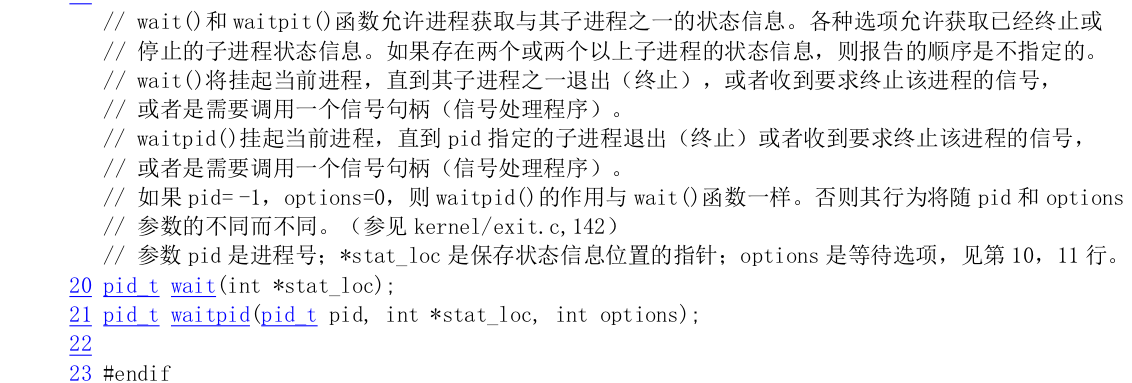 // wait()和waitpit()函数允许进程获取与其子进程之一的状态信息。各种选项允许获取已经终止或
// 停止的子进程状态信息。如果存在两个或两个以上子进程的状态信息，则报告的顺序是不指定的。
// wait()将挂起当前进程，直到其子进程之一退出（终止），或者收到要求终止该进程的信号，
// 或者是需要调用一个信号句柄（信号处理程序）。
// waitpid()挂起当前进程，直到 pid 指定的子进程退出（终止）或者收到要求终止该进程的信号，
// 或者是需要调用一个信号句柄（信号处理程序）。
// 如果 pid= -1，options=0，则 waitpid()的作用与 wait()函数一样。否则其行为将随 pid 和 options
// 参数的不同而不同。（参见 kernel/exit.c,142）
// 参数 pid 是进程号；*stat_loc 是保存状态信息位置的指针；options 是等待选项，见第 10，11 行。
20 pid_t wait(int *stat_loc);
21 pid_t waitpid(pid_t pid, int *stat_loc, int options);
22
23 #endif